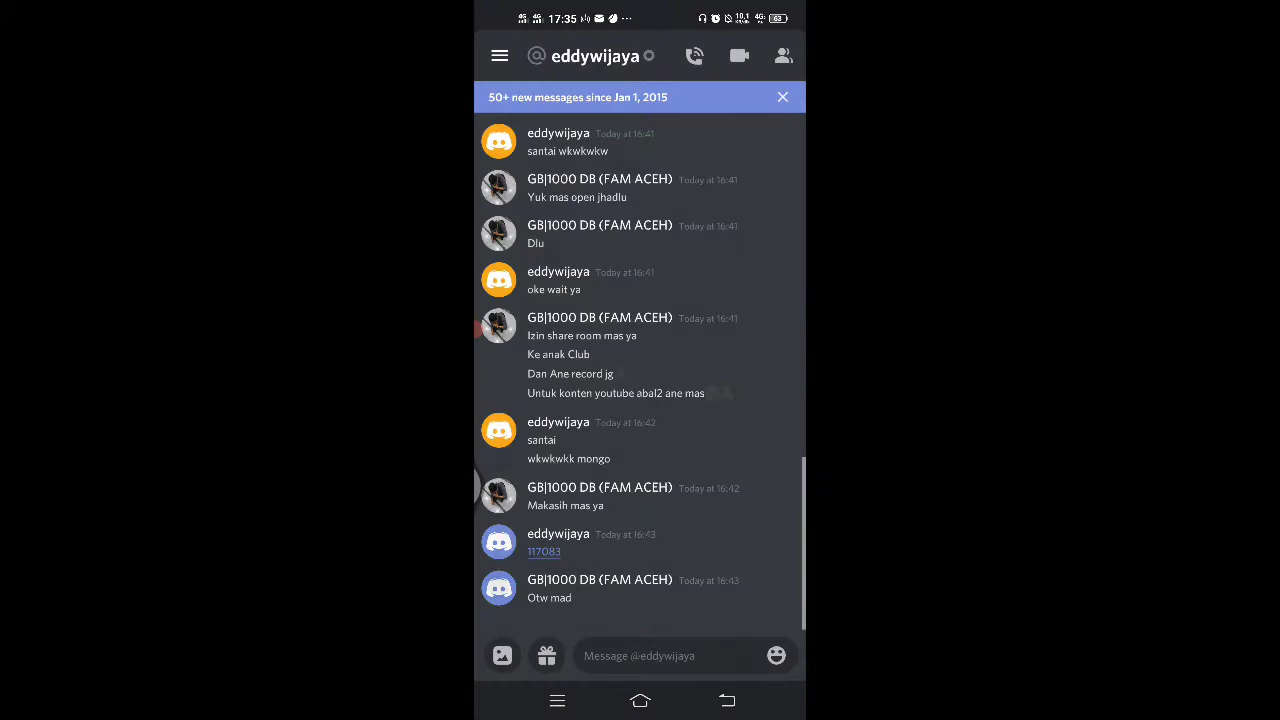 17:35
10,1
63
@ eddywijaya
50+ new messages since Jan 1, 2015
eddywijaya Today at 16:41
santai wkwkwkw
GB|1000 DB (FAM ACEH) Today at 16:41
Yuk mas open jhadlu
GB|1000 DB (FAM ACEH) Today at 16:41
Dlu
eddywijaya Today at 16:41
oke wait ya
GB|1000 DB (FAM ACEH) Today at 16:41
Izin share room mas ya
Ke anak Club
Dan Ane record jg
Untuk konten youtube abal2 ane mas
eddywijaya Today at 16:42
santai
wkwkwkk mongo
GB|1000 DB (FAM ACEH) Today at 16:42
Makasih mas ya
eddywijaya Today at 16:43
117083
GB|1000 DB (FAM ACEH) Today at 16:43
Otw mad
Message @eddywijaya